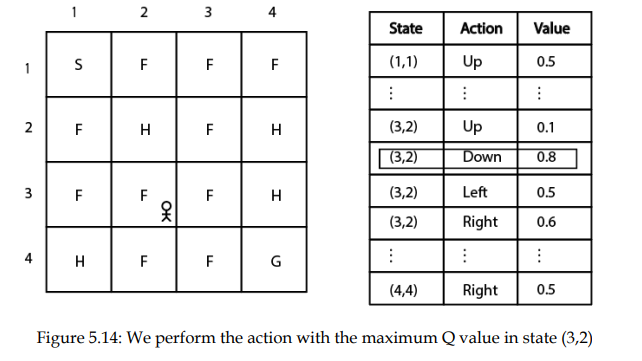 1 2 3 4
1 S F F F
2 F H F H
3 F F F H
4 H F F G
State Action Value
(1,1) Up 0.5
⋮ ⋮ ⋮
(3,2) Up 0.1
(3,2) Down 0.8
(3,2) Left 0.5
(3,2) Right 0.6
⋮ ⋮ ⋮
(4,4) Right 0.5
Figure 5.14: We perform the action with the maximum Q value in state (3,2)